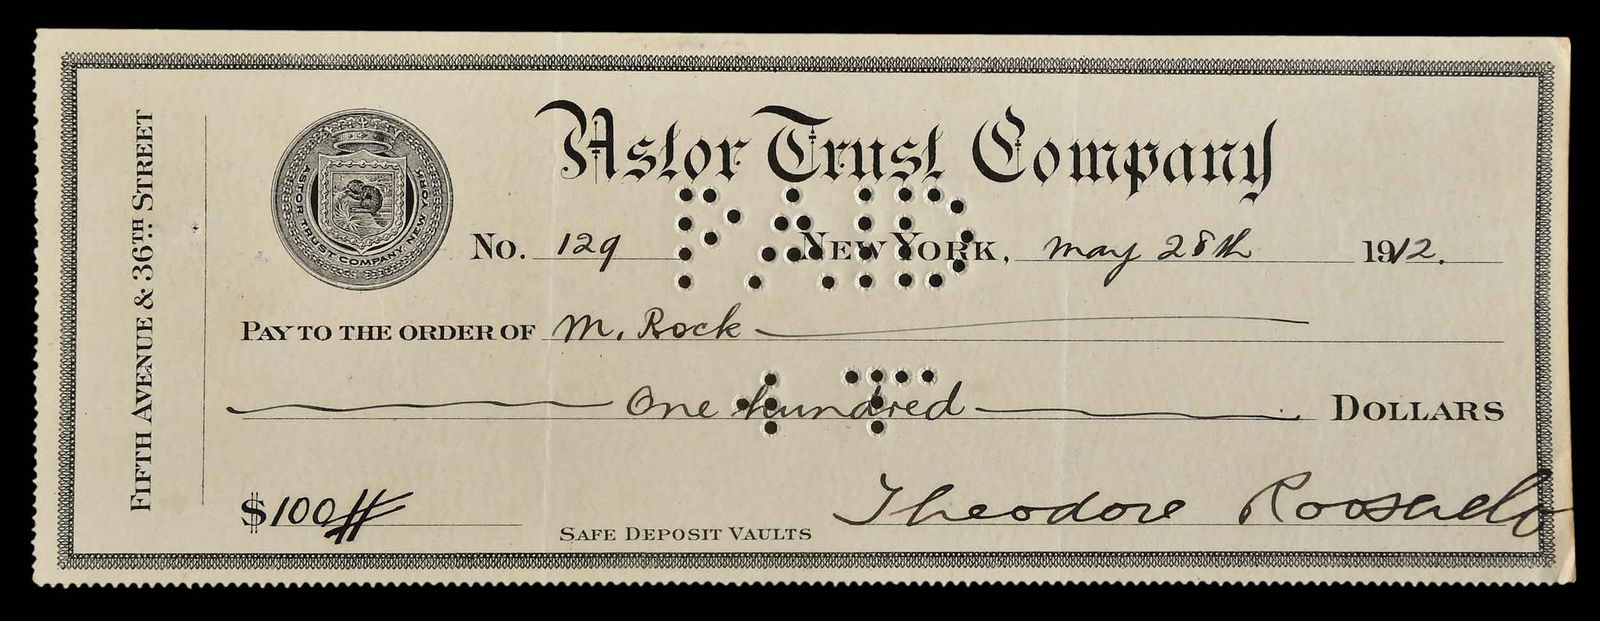 FIFTH AVENUE & 36TH STREET
ASTOR TRUST COMPANY NEW YORK
Astor Trust Company
PAID
No. 129 NEW YORK, May 28th 1912.
PAY TO THE ORDER OF M. Rock
One hundred DOLLARS
$100
SAFE DEPOSIT VAULTS
Theodore Roosevelt